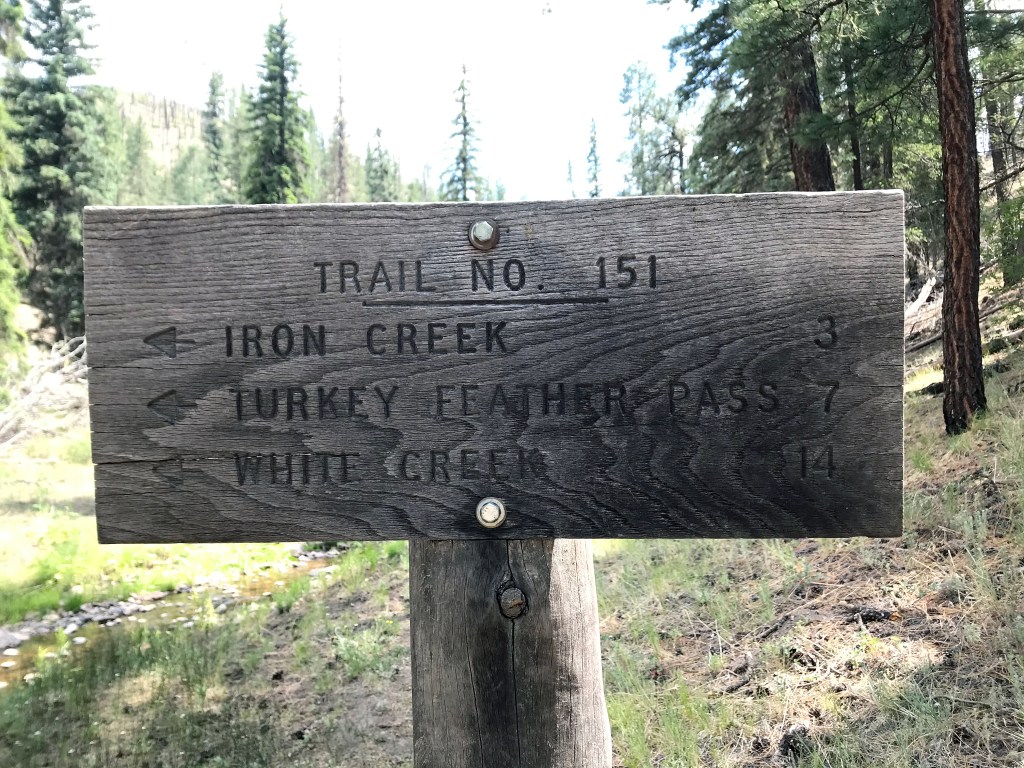 TRAIL NO. 151
← IRON CREEK 3
← TURKEY FEATHER PASS 7
← WHITE CREEK 14